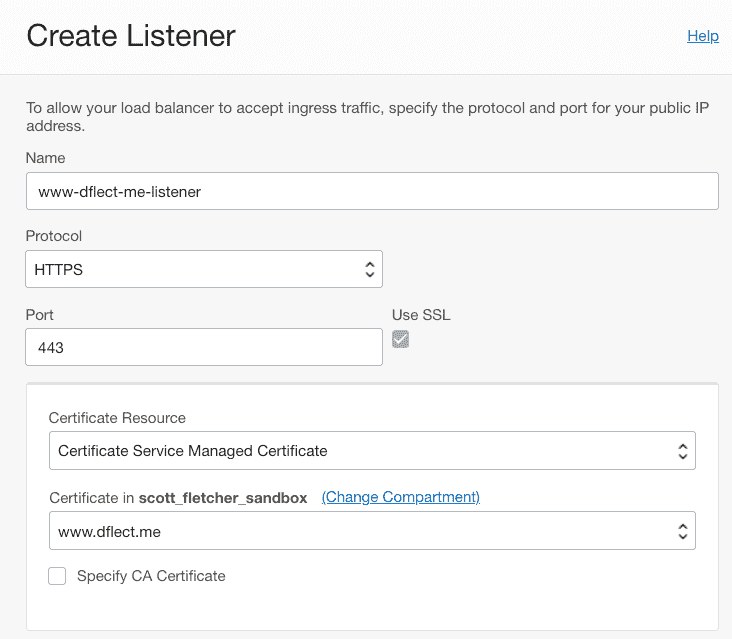 Create Listener
Help
To allow your load balancer to accept ingress traffic, specify the protocol and port for your public IP
address.
Name
www-dflect-me-listener
Protocol
HTTPS
Port
Use SSL
443
Certificate Resource
Certificate Service Managed Certificate
Certificate in scott_fletcher_sandbox (Change Compartment)
www.dflect.me
Specify CA Certificate